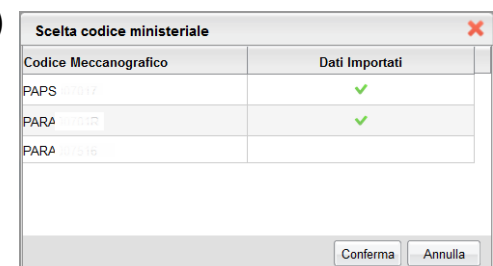 )
Scelta codice ministeriale
Codice Meccanografico Dati Importati
PAPS
PARA
PARA
Conferma Annulla